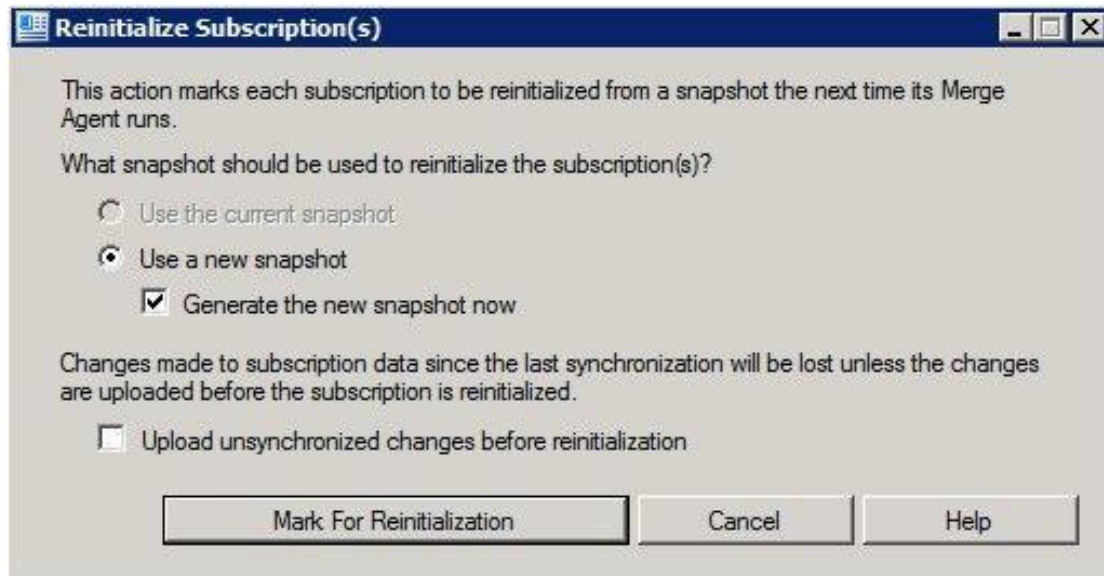 Reinitialize Subscription(s)
This action marks each subscription to be reinitialized from a snapshot the next time its Merge
Agent runs.
What snapshot should be used to reinitialize the subscription(s)?
Use the current snapshot
Use a new snapshot
Generate the new snapshot now
Changes made to subscription data since the last synchronization will be lost unless the changes
are uploaded before the subscription is reinitialized.
Upload unsynchronized changes before reinitialization
Mark For Reinitialization Cancel Help